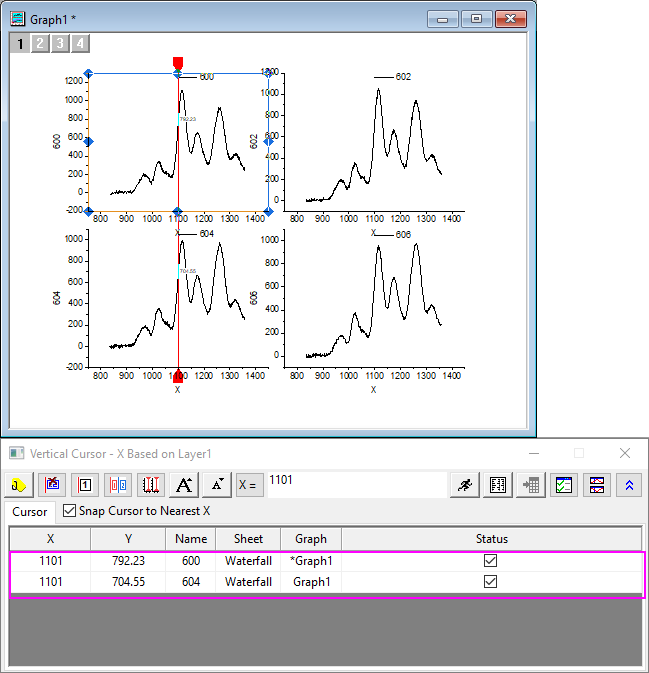 Graph1 *
1 2 3 4
600
1200
1000
800
600
400
200
0
-200
600
792.23
800 900 1000 1100 1200 1300 1400
X
602
1200
1000
800
600
400
200
0
602
800 900 1000 1100 1200 1300 1400
X
604
1000
800
600
400
200
0
-200
604
704.55
800 900 1000 1100 1200 1300 1400
X
606
1000
800
600
400
200
0
606
800 900 1000 1100 1200 1300 1400
X
Vertical Cursor - X Based on Layer1
1 A A X = 1101
Cursor Snap Cursor to Nearest X
X Y Name Sheet Graph Status
1101 792.23 600 Waterfall *Graph1
1101 704.55 604 Waterfall Graph1